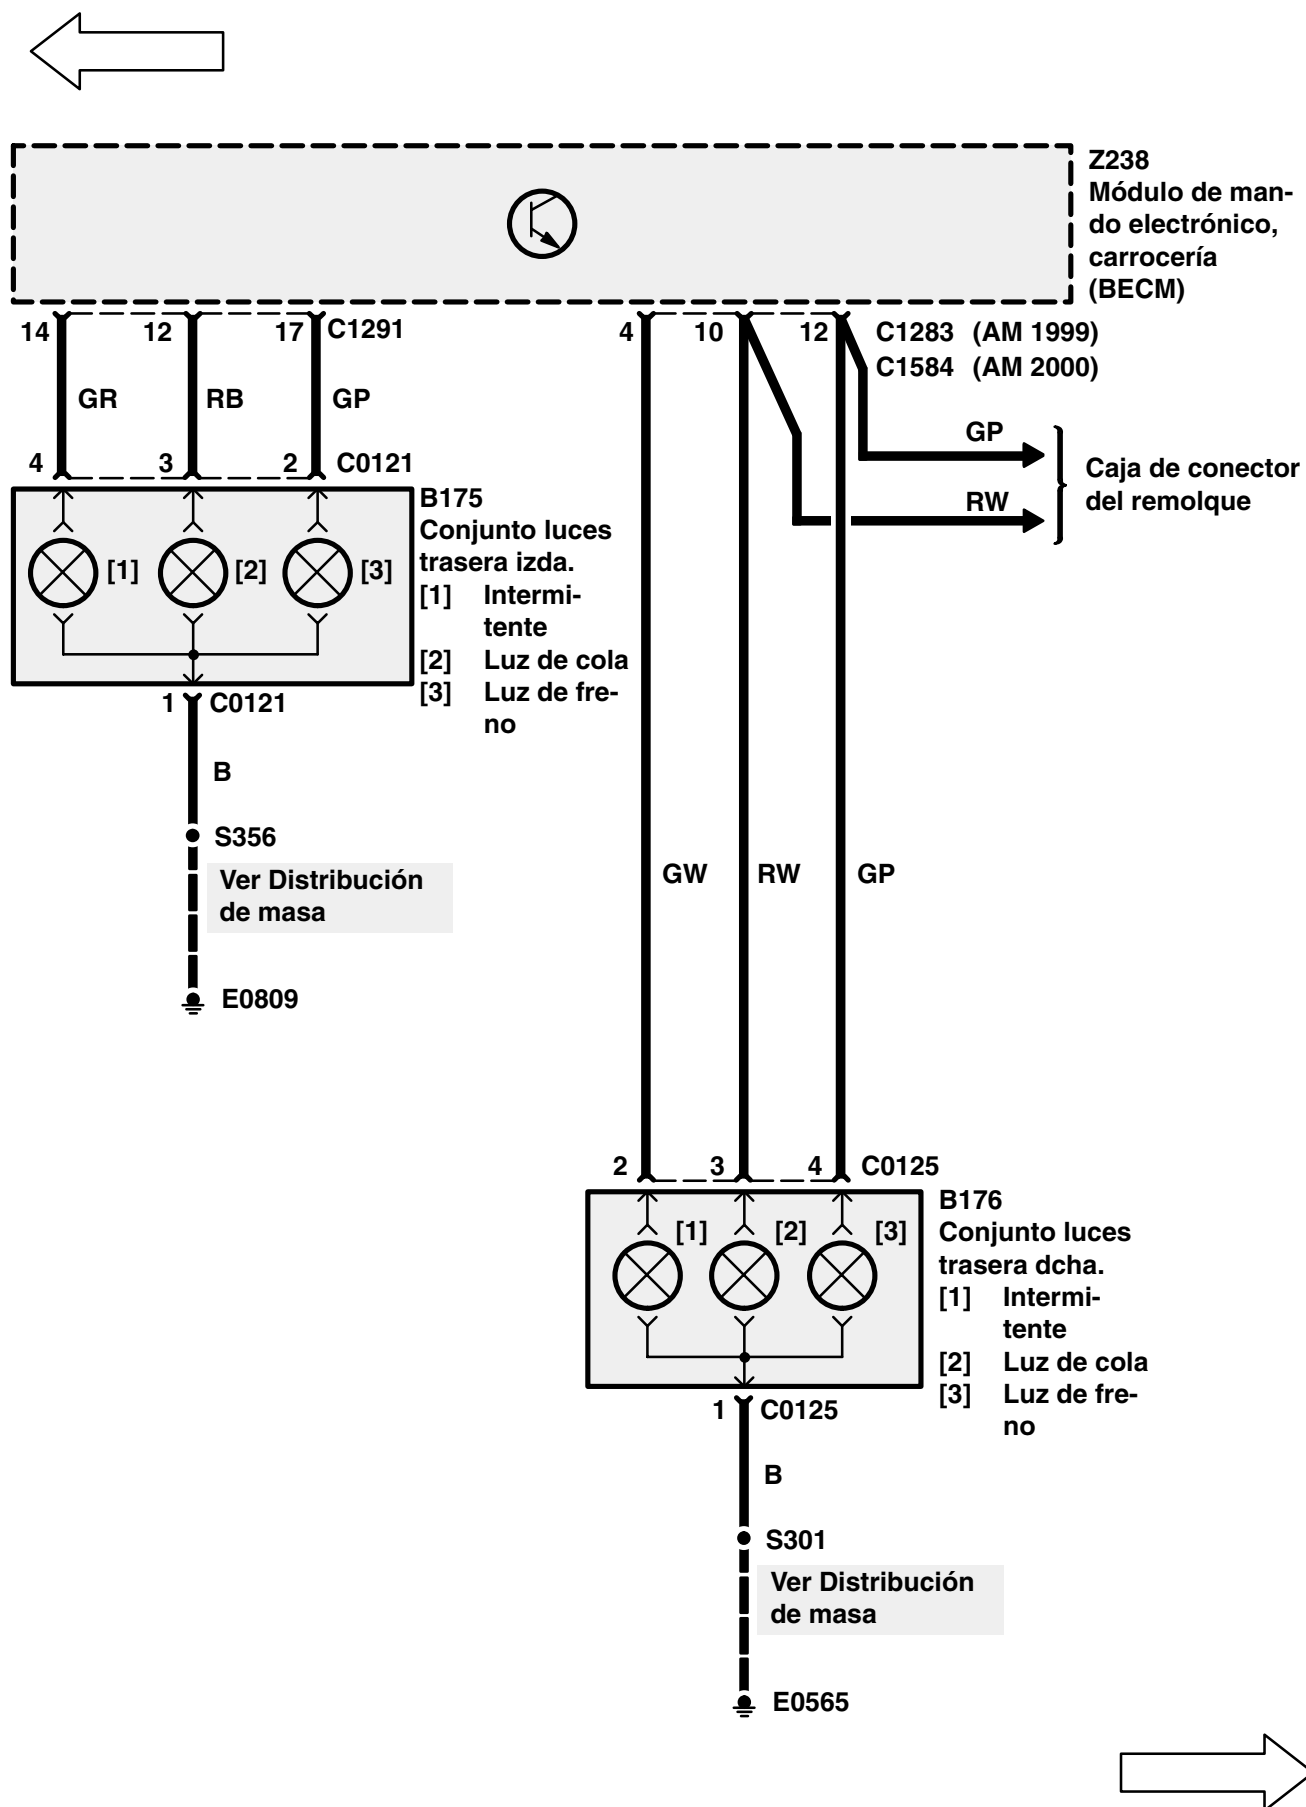 Z238
Módulo de man-
do electrónico,
carrocería
(BECM)
14 12 17 C1291
4 10 12 C1283 (AM 1999)
C1584 (AM 2000)
GR RB GP
GP
RW
Caja de conector
del remolque
4 3 2 C0121
B175
Conjunto luces
trasera izda.
[1] Intermi-
tente
[2] Luz de cola
[3] Luz de fre-
no
[1] [2] [3]
1 C0121
B
S356
Ver Distribución
de masa
E0809
GW RW GP
2 3 4 C0125
B176
Conjunto luces
trasera dcha.
[1] Intermi-
tente
[2] Luz de cola
[3] Luz de fre-
no
[1] [2] [3]
1 C0125
B
S301
Ver Distribución
de masa
E0565